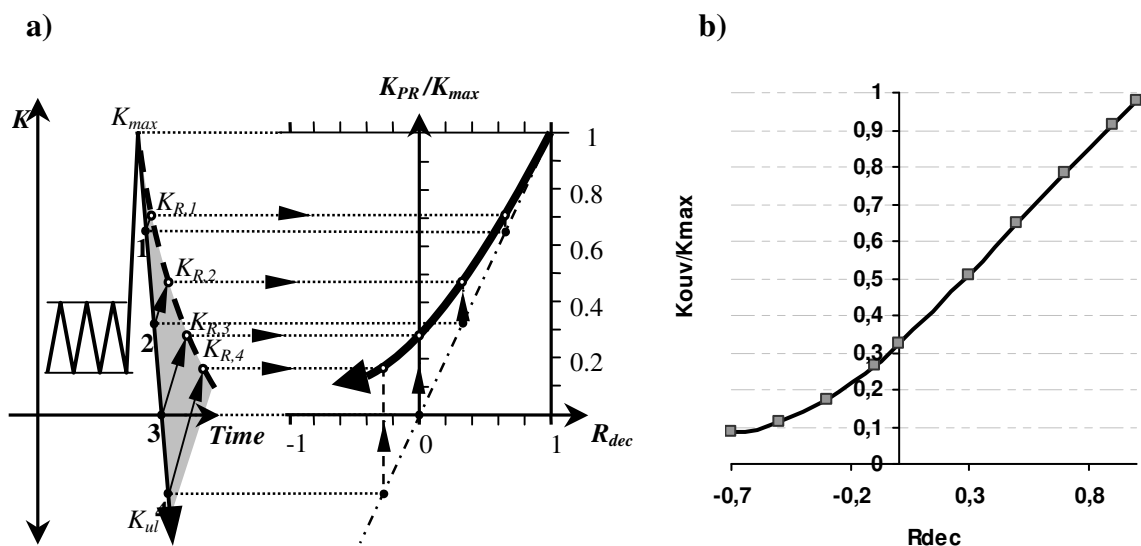 a)
b)
K_PR/K_max
K
K_max
1
K_R,1
0.8
1
0.6
K_R,2
2
K_R,3
0.4
K_R,4
0.2
3
Time
-1
0
1
R_dec
4
K_ul
Kouv/Kmax
1
0,9
0,8
0,7
0,6
0,5
0,4
0,3
0,2
0,1
0
-0,7
-0,2
0,3
0,8
Rdec